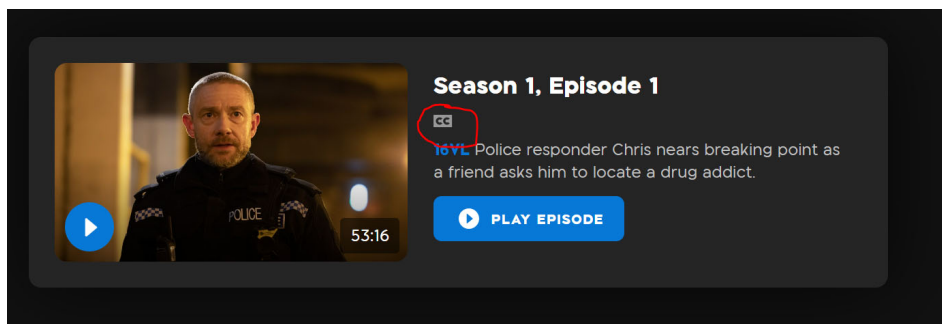 Season 1, Episode 1
CC
16VL Police responder Chris nears breaking point as
a friend asks him to locate a drug addict.
POLICE
53:16
PLAY EPISODE